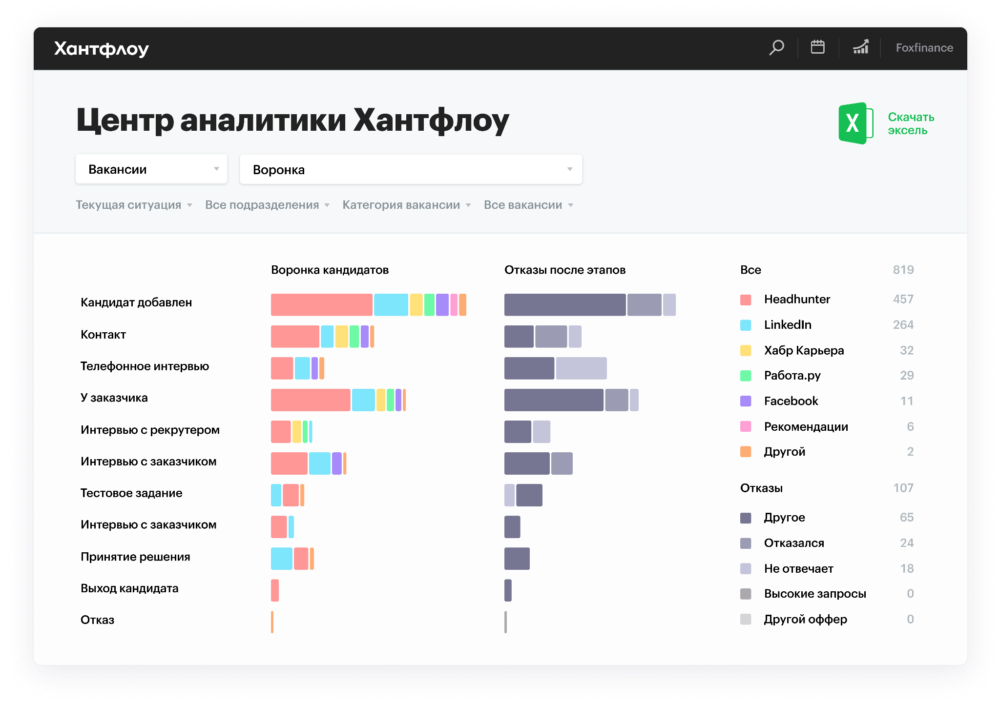 Хантфлоу
Foxfinance
Центр аналитики Хантфлоу
X
Скачать
эксель
Вакансии
Воронка
Текущая ситуация
Все подразделения
Категория вакансии
Все вакансии
Воронка кандидатов
Отказы после этапов
Кандидат добавлен
Контакт
Телефонное интервью
У заказчика
Интервью с рекрутером
Интервью с заказчиком
Тестовое задание
Интервью с заказчиком
Принятие решения
Выход кандидата
Отказ
Все 819
Headhunter 457
LinkedIn 264
Хабр Карьера 32
Работа.ру 29
Facebook 11
Рекомендации 6
Другой 2
Отказы 107
Другое 65
Отказался 24
Не отвечает 18
Высокие запросы 0
Другой оффер 0